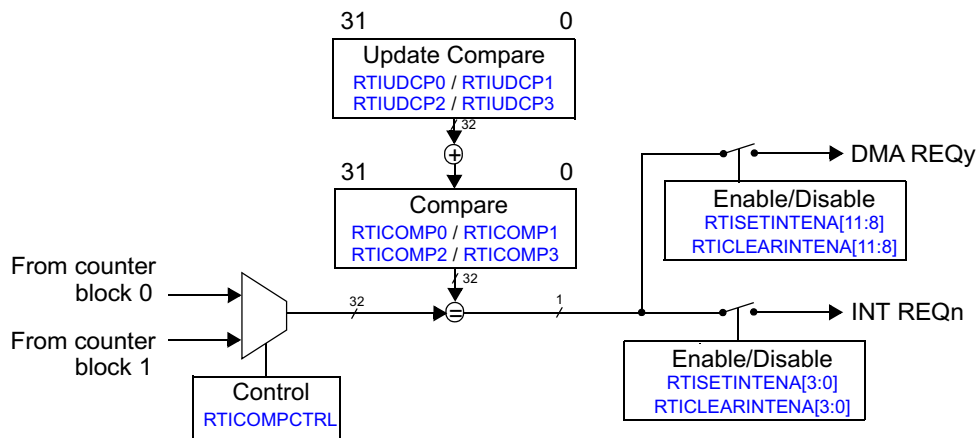 31 0
Update Compare
RTIUDCP0 / RTIUDCP1
RTIUDCP2 / RTIUDCP3
32
+
31 0
Compare
RTICOMP0 / RTICOMP1
RTICOMP2 / RTICOMP3
32
From counter
block 0
From counter
block 1
32
=
1
Control
RTICOMPCTRL
DMA REQy
Enable/Disable
RTISETINTENA[11:8]
RTICLEARINTENA[11:8]
INT REQn
Enable/Disable
RTISETINTENA[3:0]
RTICLEARINTENA[3:0]